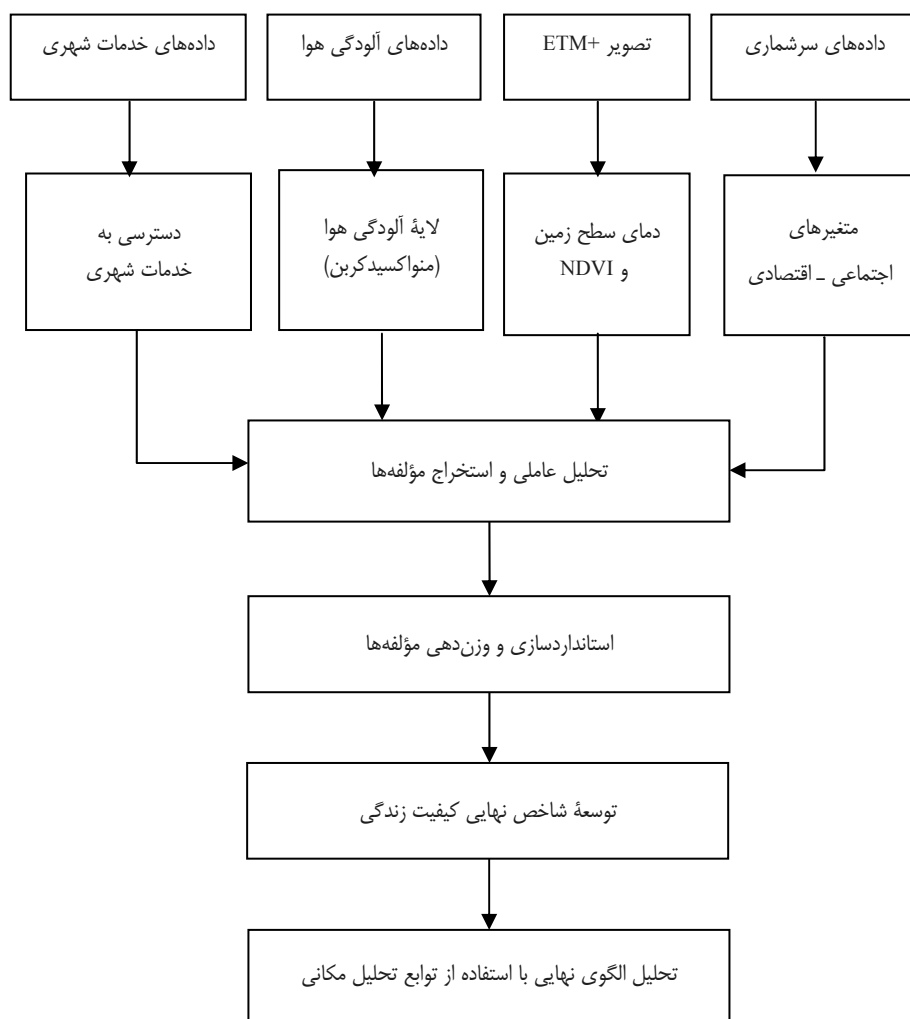 داده‌های سرشماری
تصویر ETM+
داده‌های آلودگی هوا
داده‌های خدمات شهری
متغیرهای
اجتماعی ـ اقتصادی
دمای سطح زمین
و NDVI
لایۀ آلودگی هوا
(منواکسیدکربن)
دسترسی به
خدمات شهری
تحلیل عاملی و استخراج مؤلفه‌ها
استانداردسازی و وزن‌دهی مؤلفه‌ها
توسعۀ شاخص نهایی کیفیت زندگی
تحلیل الگوی نهایی با استفاده از توابع تحلیل مکانی